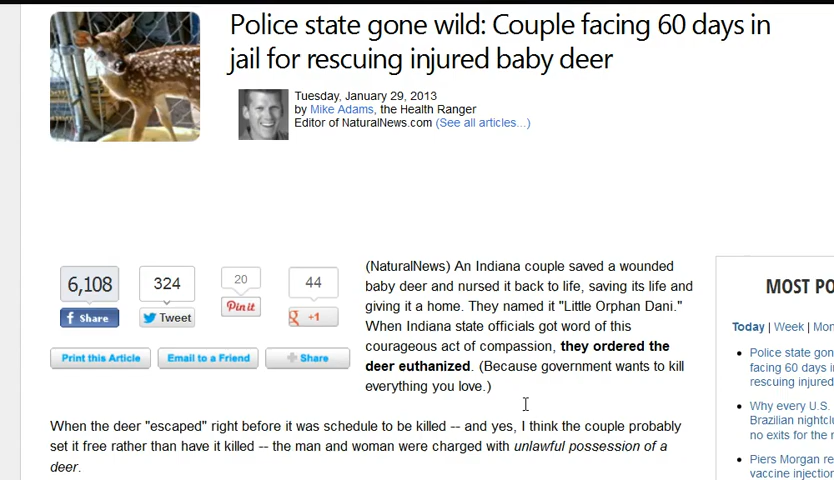 Police state gone wild: Couple facing 60 days in
jail for rescuing injured baby deer
Tuesday, January 29, 2013
by Mike Adams, the Health Ranger
Editor of NaturalNews.com (See all articles...)
6,108
324
20
44
f Share
Tweet
Pin it
g +1
Print this Article
Email to a Friend
Share
(NaturalNews) An Indiana couple saved a wounded
baby deer and nursed it back to life, saving its life and
giving it a home. They named it "Little Orphan Dani."
When Indiana state officials got word of this
courageous act of compassion, they ordered the
deer euthanized. (Because government wants to kill
everything you love.)
When the deer "escaped" right before it was schedule to be killed -- and yes, I think the couple probably
set it free rather than have it killed -- the man and woman were charged with unlawful possession of a
deer.
MOST PO
Today | Week | Mon
Police state gon
facing 60 days i
rescuing injured
Why every U.S.
Brazilian nightcl
no exits for the r
Piers Morgan re
vaccine injection